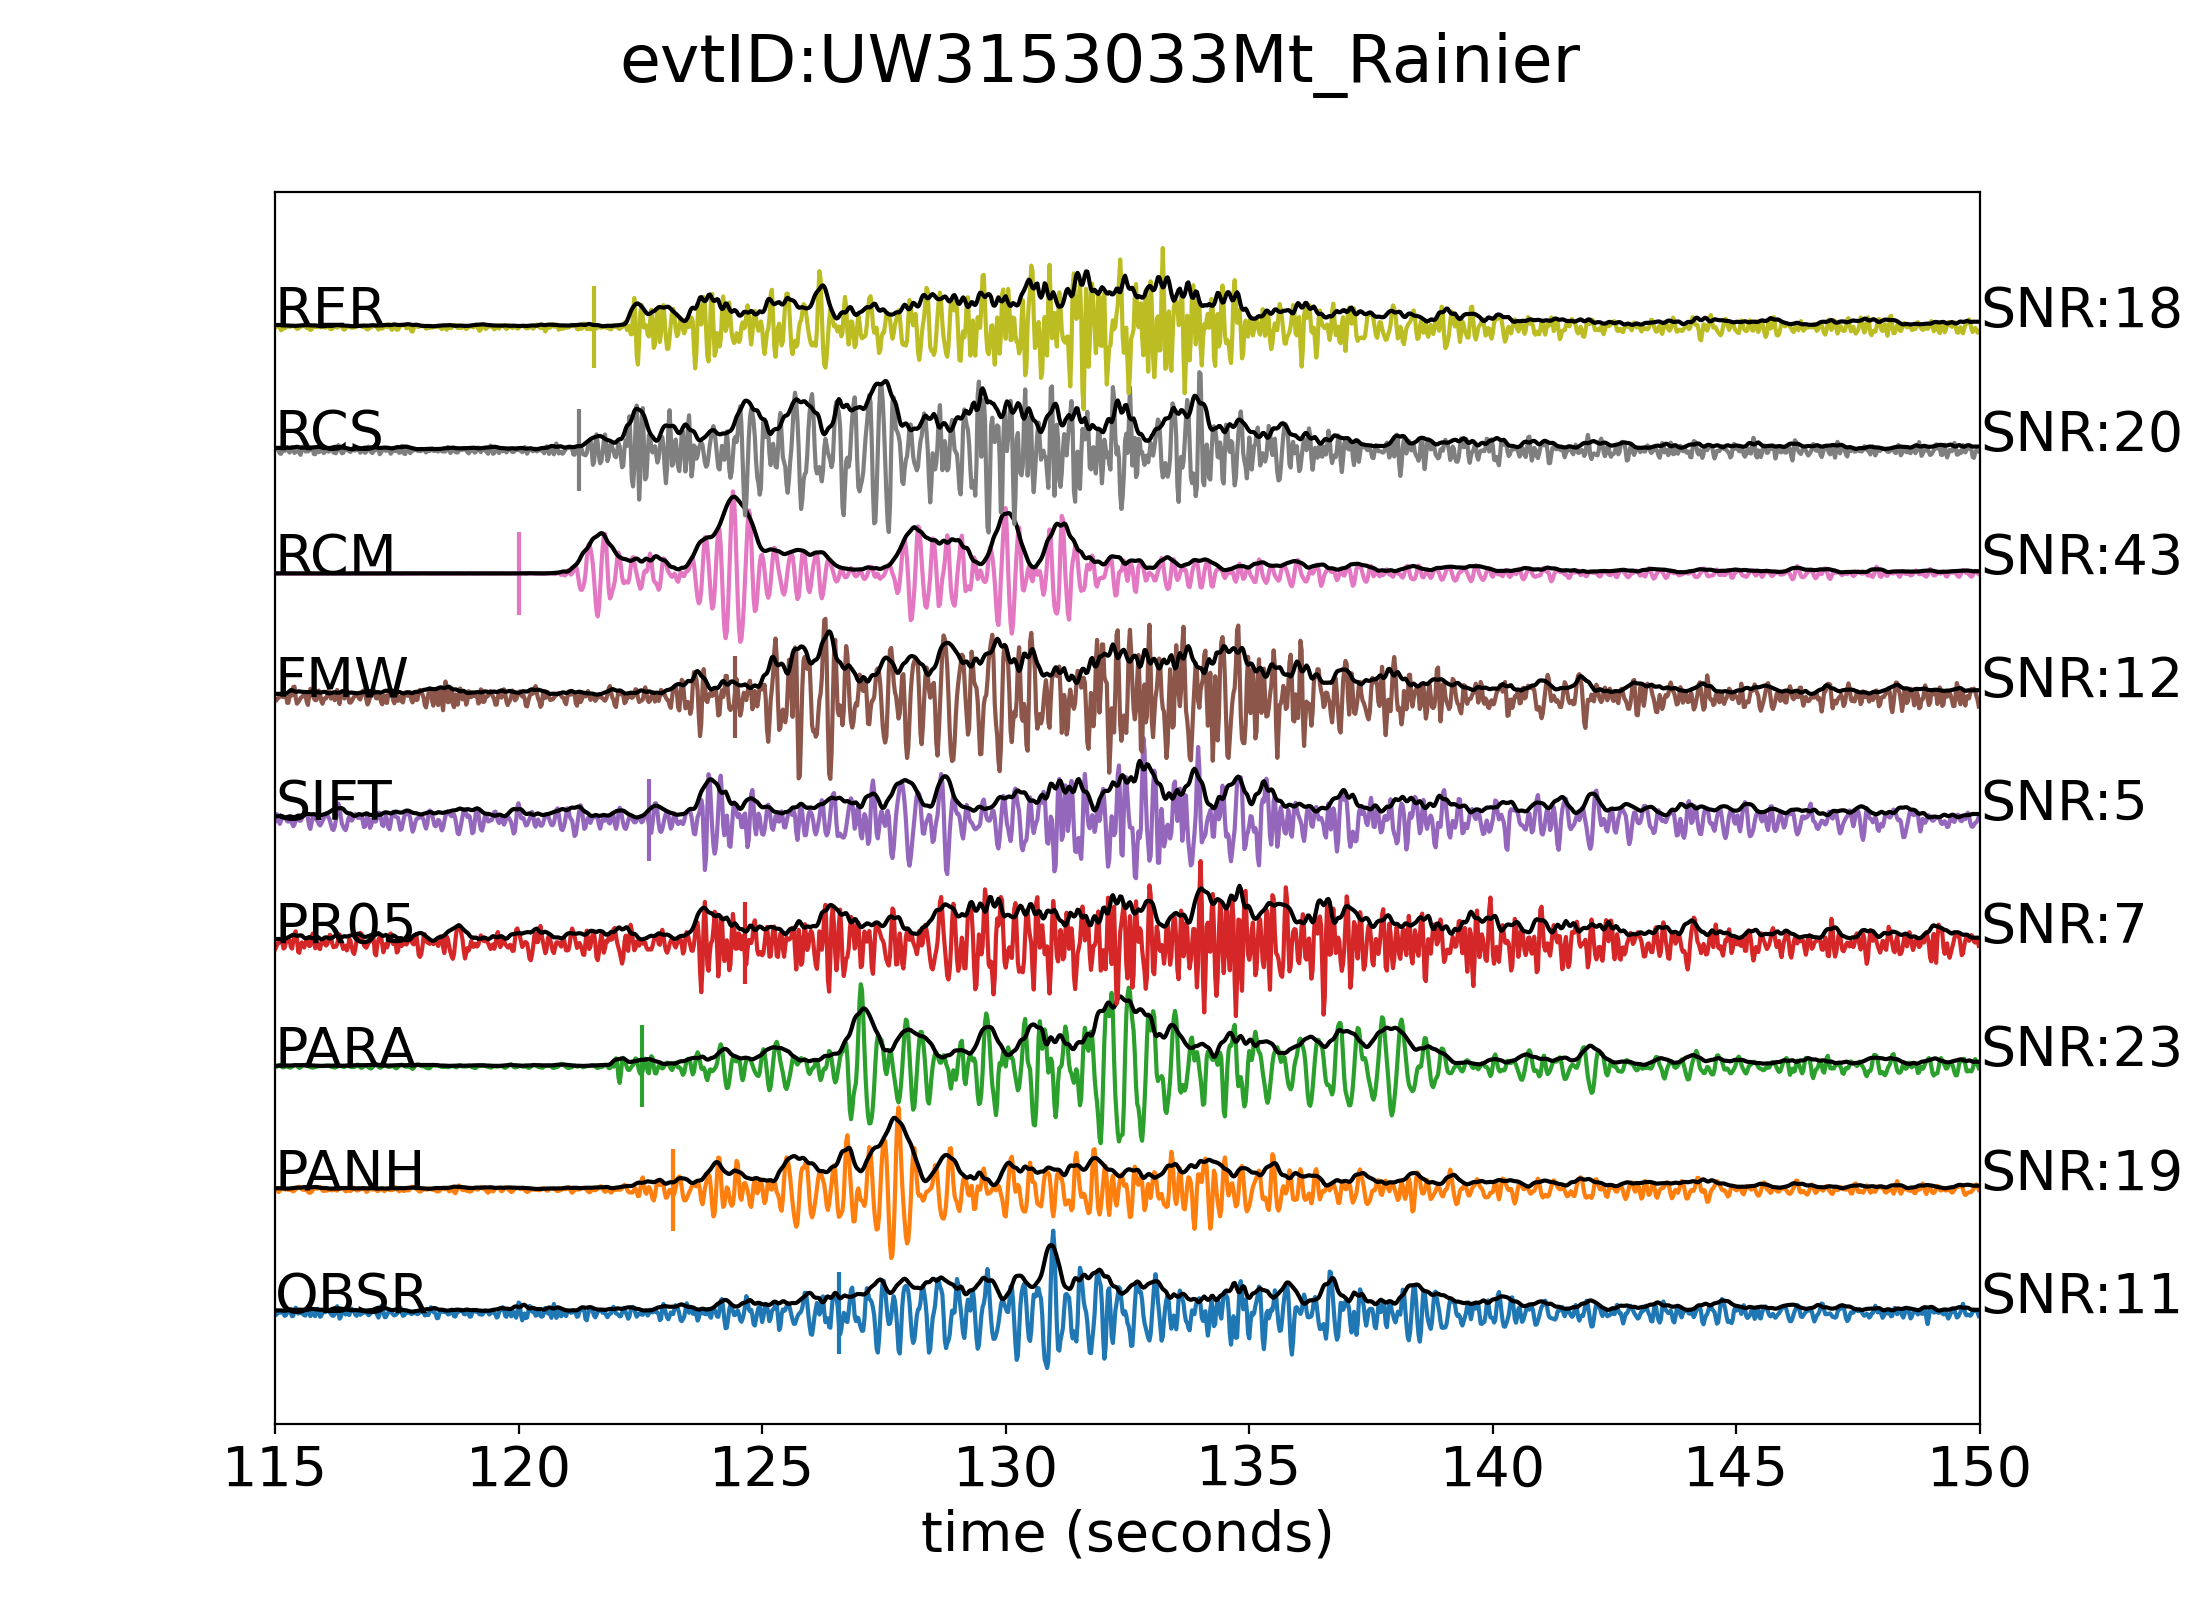 evtID:UW3153033Mt_Rainier
RER SNR:18
RCS SNR:20
RCM SNR:43
FMW SNR:12
SIFT SNR:5
PR05 SNR:7
PARA SNR:23
PANH SNR:19
OBSR SNR:11
115 120 125 130 135 140 145 150
time (seconds)